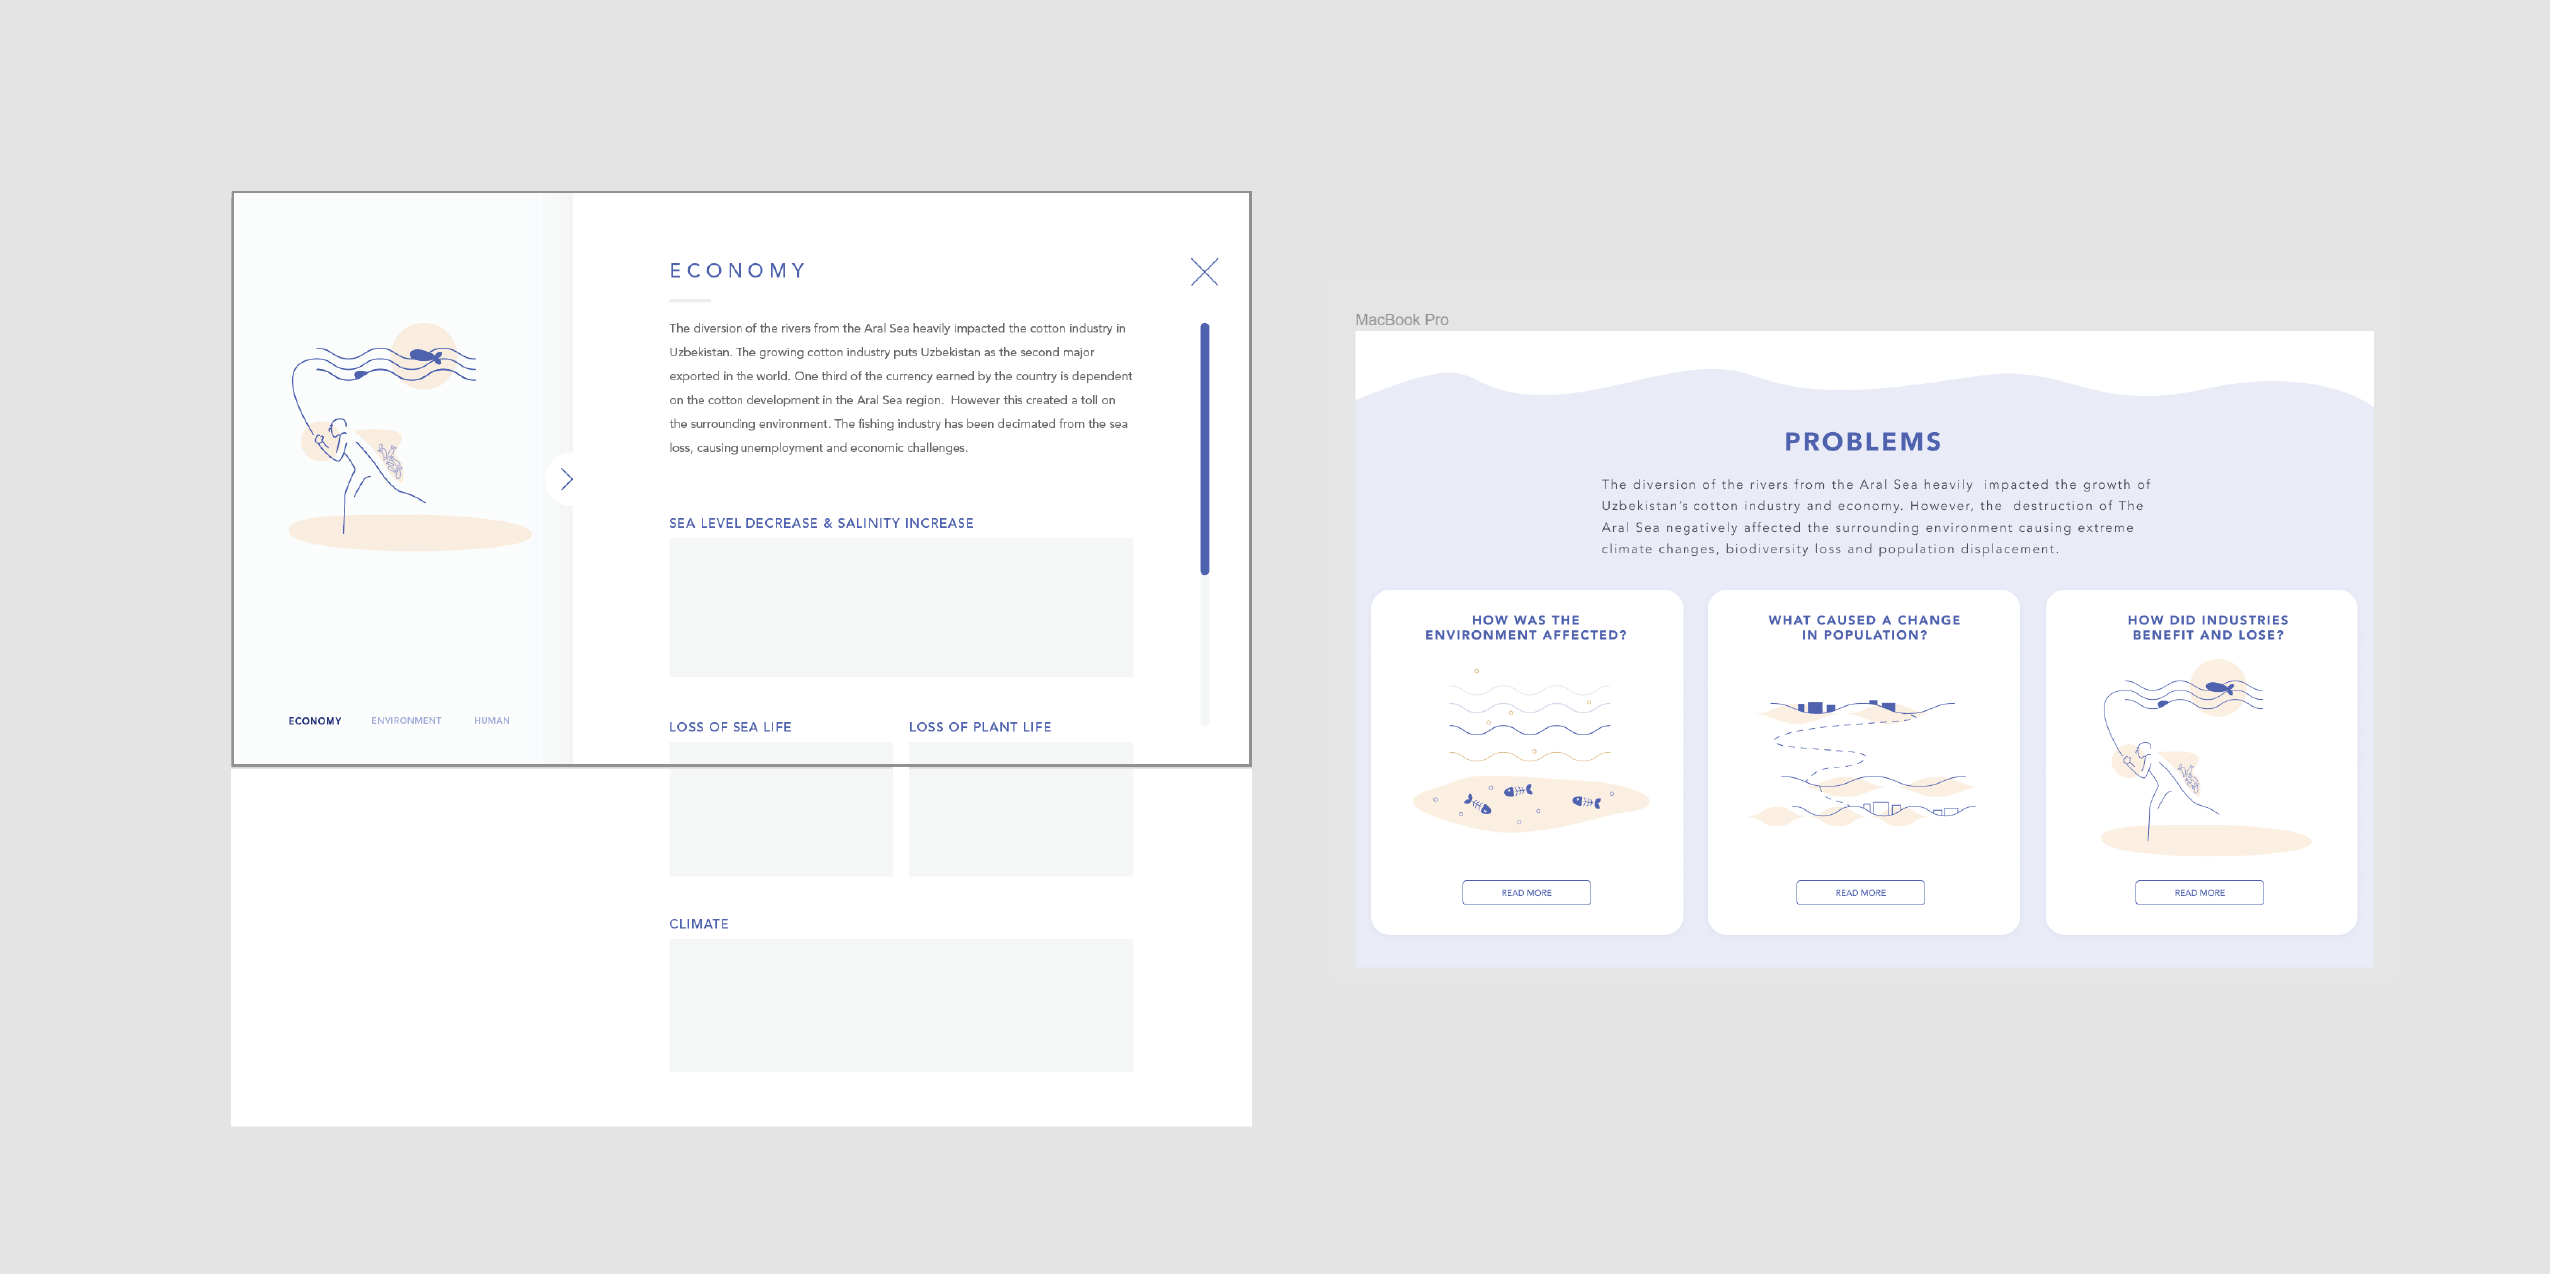 ECONOMY
The diversion of the rivers from the Aral Sea heavily impacted the cotton industry in
Uzbekistan. The growing cotton industry puts Uzbekistan as the second major
exported in the world. One third of the currency earned by the country is dependent
on the cotton development in the Aral Sea region.  However this created a toll on
the surrounding environment. The fishing industry has been decimated from the sea
loss, causing unemployment and economic challenges.
SEA LEVEL DECREASE & SALINITY INCREASE
ECONOMY ENVIRONMENT HUMAN
LOSS OF SEA LIFE
LOSS OF PLANT LIFE
CLIMATE
MacBook Pro
PROBLEMS
The diversion of the rivers from the Aral Sea heavily  impacted the growth of
Uzbekistan's cotton industry and economy. However, the  destruction of The
Aral Sea negatively affected the surrounding environment causing extreme
climate changes, biodiversity loss and population displacement.
HOW WAS THE
ENVIRONMENT AFFECTED?
READ MORE
WHAT CAUSED A CHANGE
IN POPULATION?
READ MORE
HOW DID INDUSTRIES
BENEFIT AND LOSE?
READ MORE